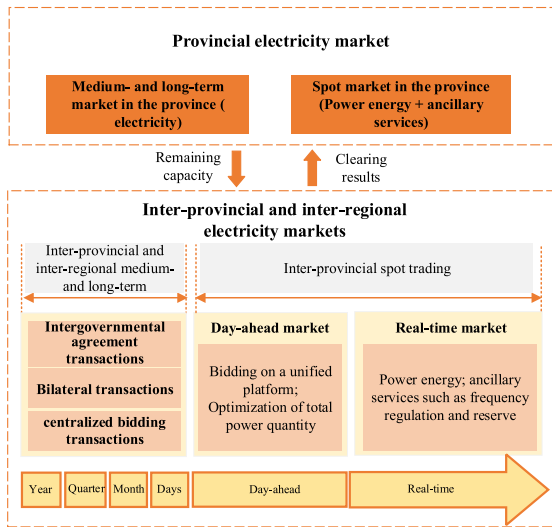 Provincial electricity market
Medium- and long-term
market in the province (
electricity)
Spot market in the province
(Power energy + ancillary
services)
Remaining
capacity
Clearing
results
Inter-provincial and inter-regional
electricity markets
Inter-provincial and
inter-regional medium-
and long-term
Inter-provincial spot trading
Intergovernmental
agreement
transactions
Bilateral transactions
centralized bidding
transactions
Day-ahead market
Bidding on a unified
platform;
Optimization of total
power quantity
Real-time market
Power energy; ancillary
services such as frequency
regulation and reserve
Year
Quarter
Month
Days
Day-ahead
Real-time